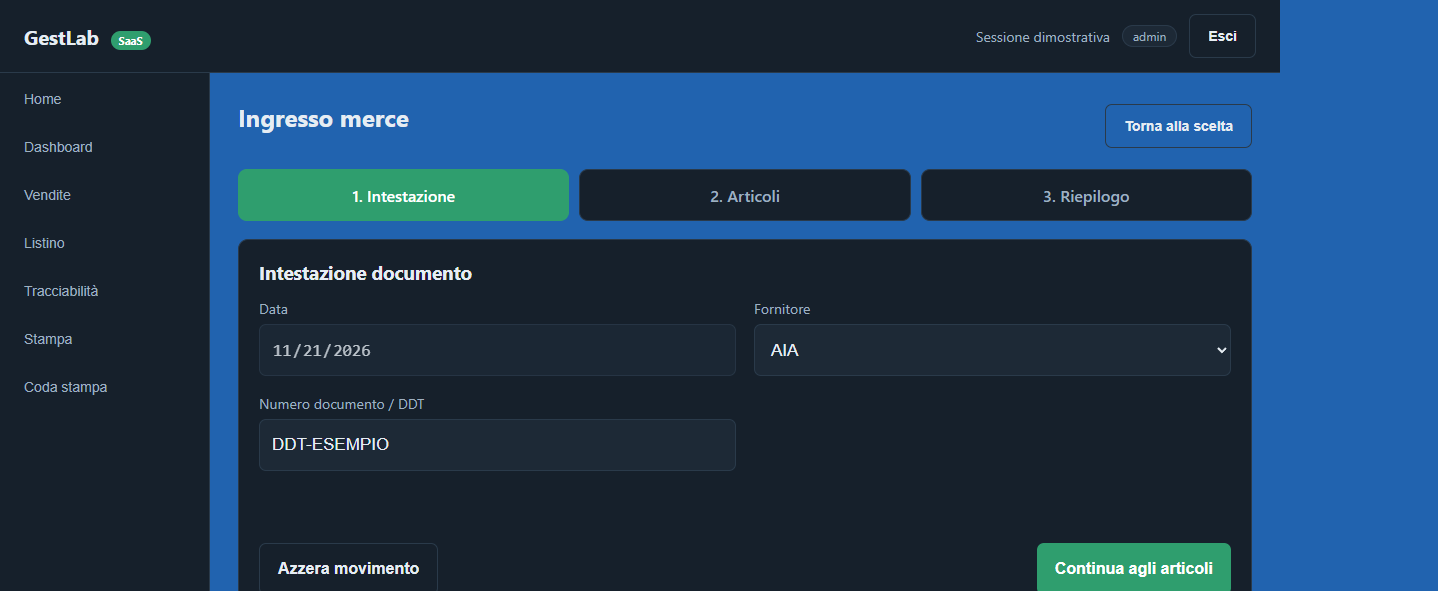 GestLab SaaS
Sessione dimostrativa admin Esci
Home
Dashboard
Vendite
Listino
Tracciabilità
Stampa
Coda stampa
Ingresso merce
Torna alla scelta
1. Intestazione
2. Articoli
3. Riepilogo
Intestazione documento
Data
11/21/2026
Fornitore
AIA
Numero documento / DDT
DDT-ESEMPIO
Azzera movimento
Continua agli articoli